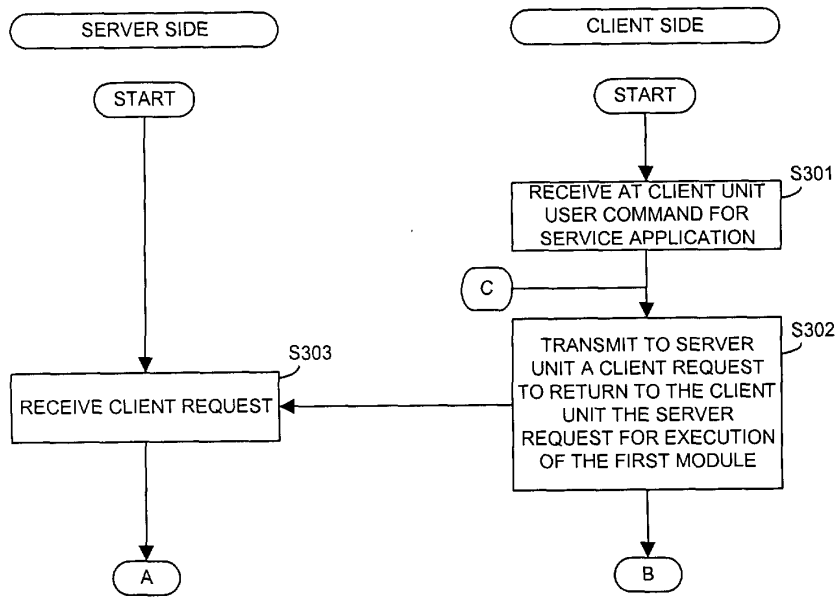 SERVER SIDE
CLIENT SIDE
START
START
S301
RECEIVE AT CLIENT UNIT
USER COMMAND FOR
SERVICE APPLICATION
C
S302
TRANSMIT TO SERVER
UNIT A CLIENT REQUEST
TO RETURN TO THE CLIENT
UNIT THE SERVER
REQUEST FOR EXECUTION
OF THE FIRST MODULE
S303
RECEIVE CLIENT REQUEST
A
B